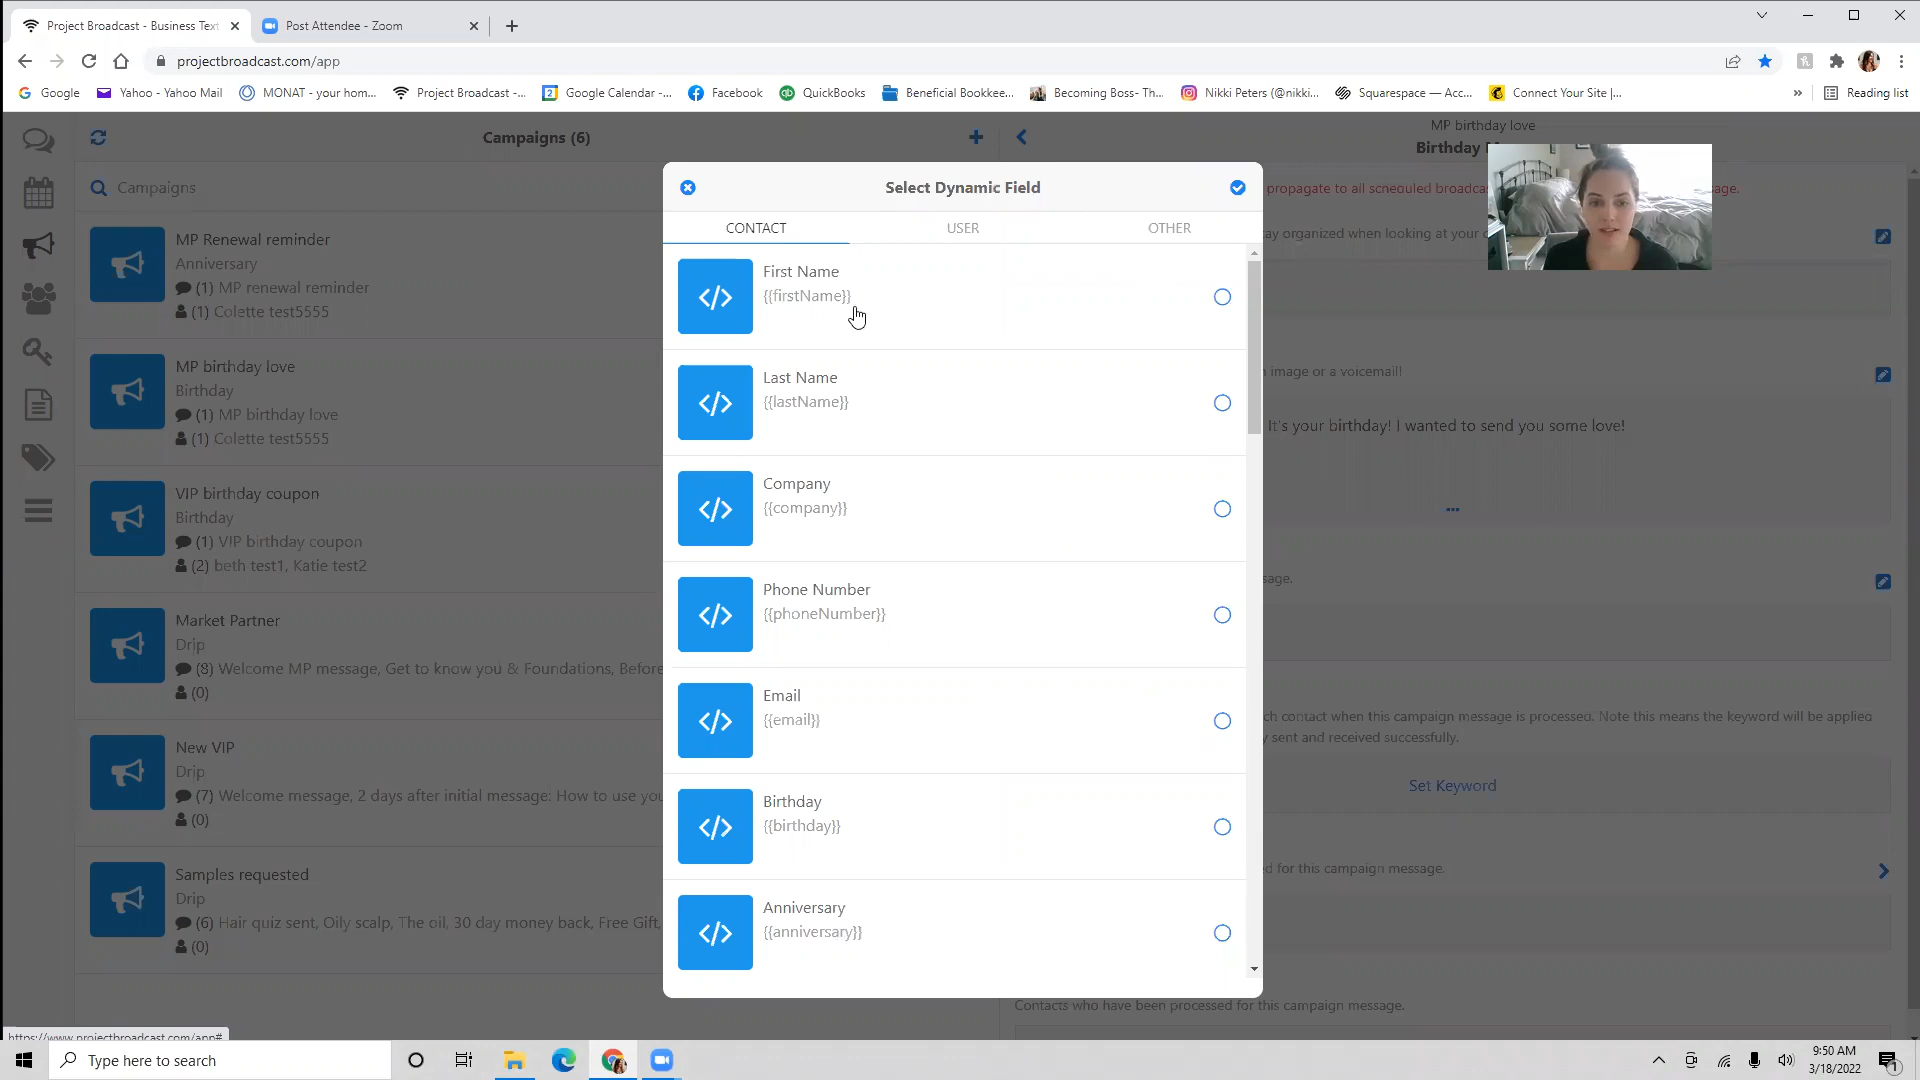 Project Broadcast - Business Text
Post Attendee - Zoom
projectbroadcast.com/app
Google
Yahoo - Yahoo Mail
MONAT - your hom...
Project Broadcast -...
2
Google Calendar -...
Facebook
qb
QuickBooks
Beneficial Bookkee...
Becoming Boss- Th...
Nikki Peters (@nikki...
Squarespace — Acc...
Connect Your Site |...
»
Reading list
Campaigns (6)
Campaigns
MP Renewal reminder
Anniversary
(1) MP renewal reminder
(1) Colette test5555
MP birthday love
Birthday
(1) MP birthday love
(1) Colette test5555
VIP birthday coupon
Birthday
(1) VIP birthday coupon
(2) beth test1, Katie test2
Market Partner
Drip
(8) Welcome MP message, Get to know you & Foundations, Before
(0)
New VIP
Drip
(7) Welcome message, 2 days after initial message: How to use you
(0)
Samples requested
Drip
(6) Hair quiz sent, Oily scalp, The oil, 30 day money back, Free Gift,
(0)
Select Dynamic Field
CONTACT
USER
OTHER
First Name
{{firstName}}
Last Name
{{lastName}}
Company
{{company}}
Phone Number
{{phoneNumber}}
Email
{{email}}
Birthday
{{birthday}}
Anniversary
{{anniversary}}
MP birthday love
Birthday
propagate to all scheduled
organized when looking at your
image or a voicemail!
It's your birthday! I wanted to send you some love!
...
contact when this campaign message is processed. Note this means the keyword will be applied
sent and received successfully.
Set Keyword
for this campaign message.
Contacts who have been processed for this campaign message.
https://www.projectbroadcast.com/app#
Type here to search
9:50 AM
3/18/2022
1